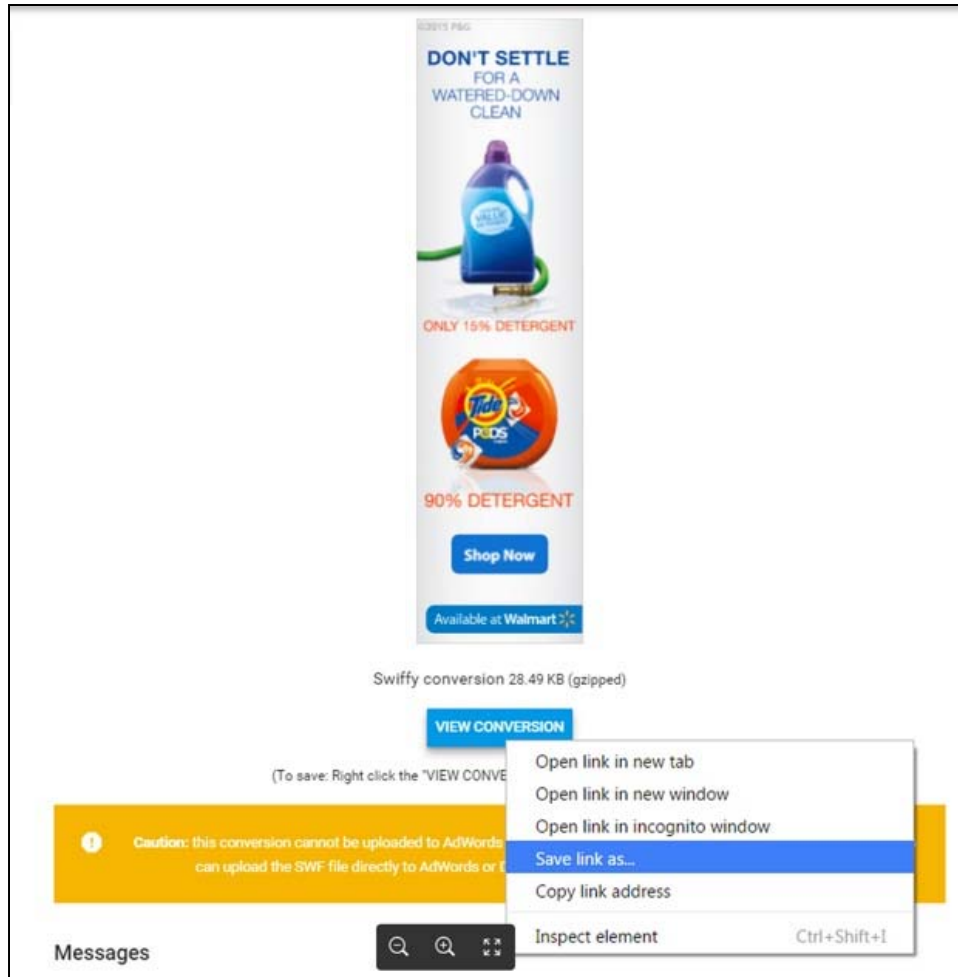 ©2015 P&G
DON'T SETTLE
FOR A
WATERED-DOWN
CLEAN
VALUE
ONLY 15% DETERGENT
Tide
PODS
90% DETERGENT
Shop Now
Available at Walmart
Swiffy conversion 28.49 KB (gzipped)
VIEW CONVERSION
(To save: Right click the "VIEW CONVE
Open link in new tab
Open link in new window
Open link in incognito window
Save link as...
Copy link address
Inspect element Ctrl+Shift+I
Caution: this conversion cannot be uploaded to AdWords
can upload the SWF file directly to AdWords or
Messages